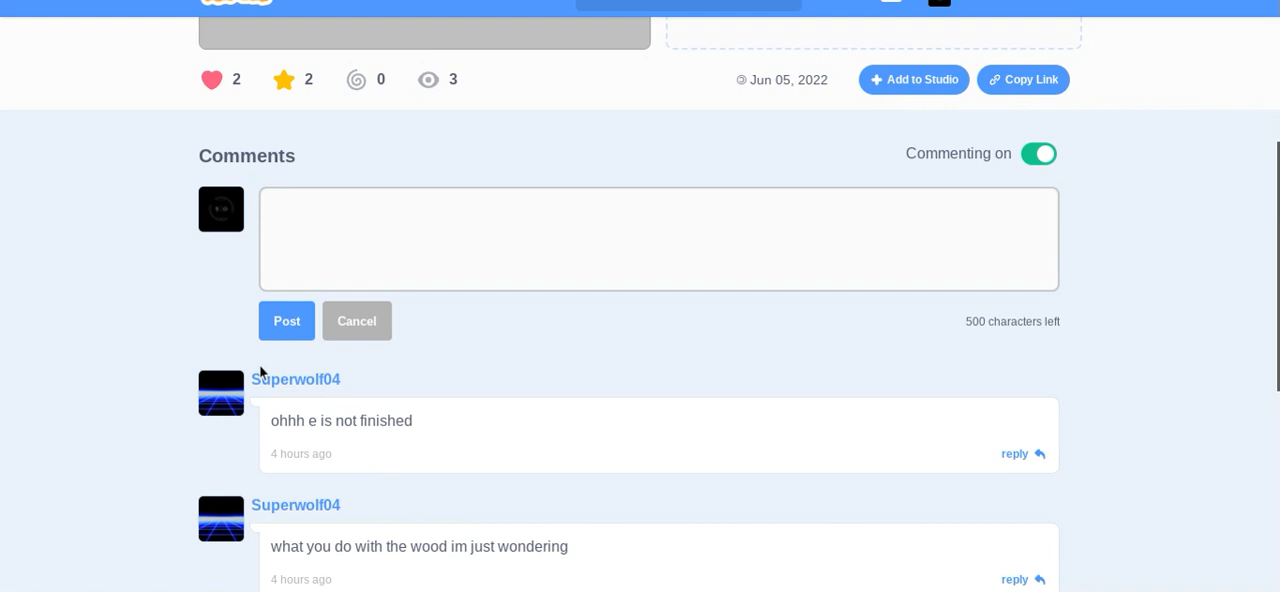 2 2 0 3 Jun 05, 2022 Add to Studio Copy Link
Comments Commenting on
Post Cancel 500 characters left
Superwolf04
ohhh e is not finished
4 hours ago reply
Superwolf04
what you do with the wood im just wondering
4 hours ago reply